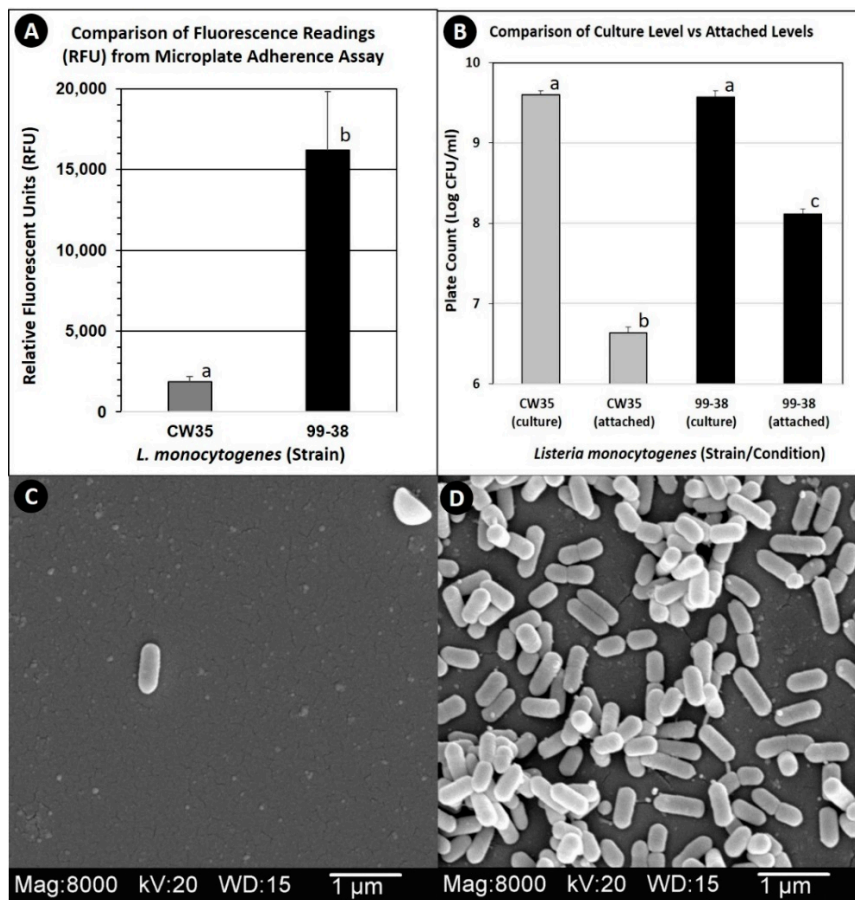 A
Comparison of Fluorescence Readings
(RFU) from Microplate Adherence Assay
Relative Fluorescent Units (RFU)
20,000
15,000
10,000
5,000
0
a
b
CW35
99-38
L. monocytogenes (Strain)
B
Comparison of Culture Level vs Attached Levels
Plate Count (Log CFU/ml)
10
9
8
7
6
a
b
a
c
CW35
(culture)
CW35
(attached)
99-38
(culture)
99-38
(attached)
Listeria monocytogenes (Strain/Condition)
C
Mag:8000 kV:20 WD:15 1 μm
D
Mag:8000 kV:20 WD:15 1 μm